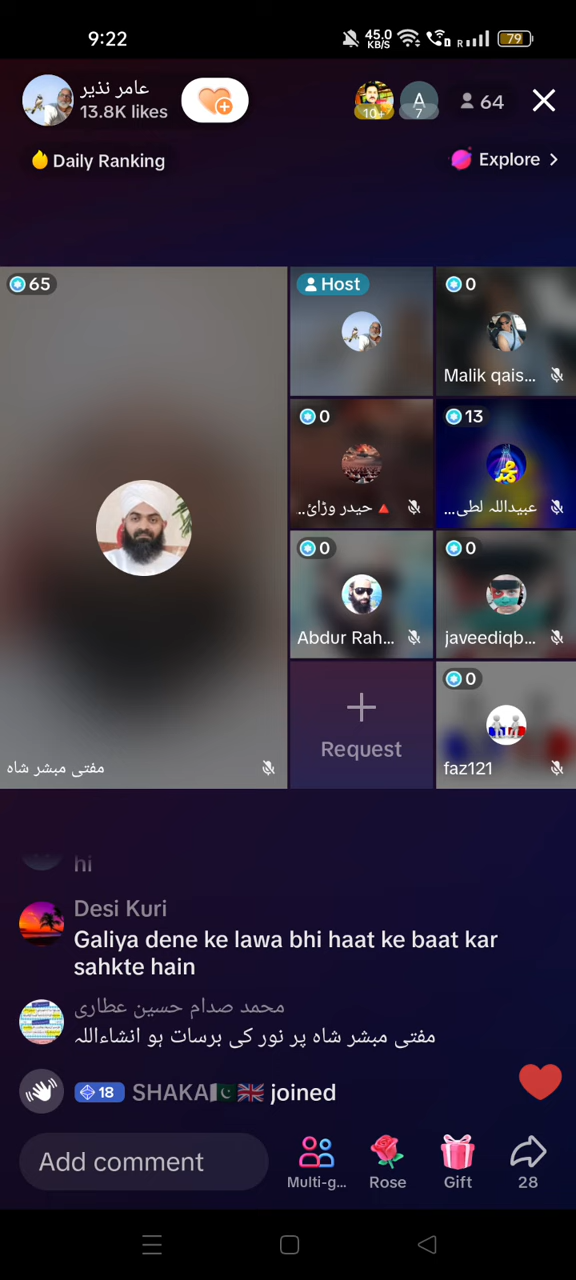 9:22
45.0
KB/S
R
79
عامر نذیر
13.8K likes
10+
A
7
64
Daily Ranking
Explore
65
Host
0
Malik qais...
0
حیدر وڑائ...
13
عبیداللہ لطی...
0
Abdur Rah...
0
javeediqb...
مفتی مبشر شاہ
Request
0
faz121
hi
Desi Kuri
Galiya dene ke lawa bhi haat ke baat kar
sahkte hain
محمد صدام حسین عطاری
مفتی مبشر شاہ پر نور کی برسات ہو انشاءاللہ
18 SHAKA🇵🇰🇬🇧 joined
Add comment
Multi-g...
Rose
Gift
28